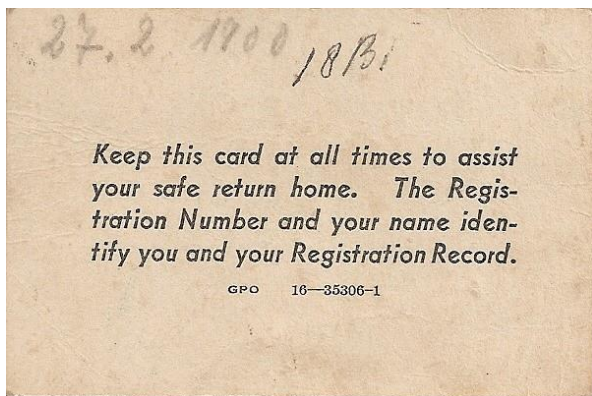 27. 2 1900
18B.
Keep this card at all times to assist
your safe return home. The Regis-
tration Number and your name iden-
tify you and your Registration Record.
GPO 16—35306-1